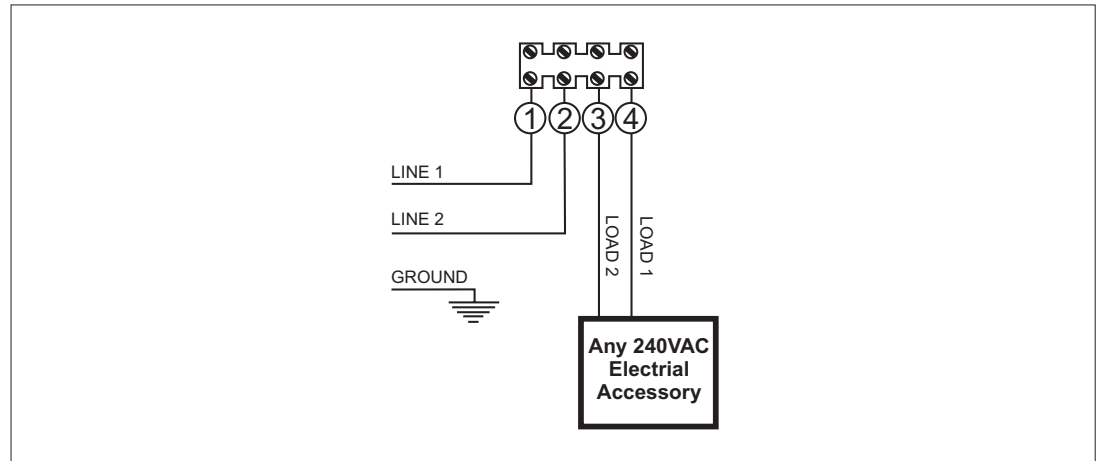 1 2 3 4
LINE 1
LINE 2
GROUND
LOAD 2
LOAD 1
Any 240VAC
Electrial
Accessory